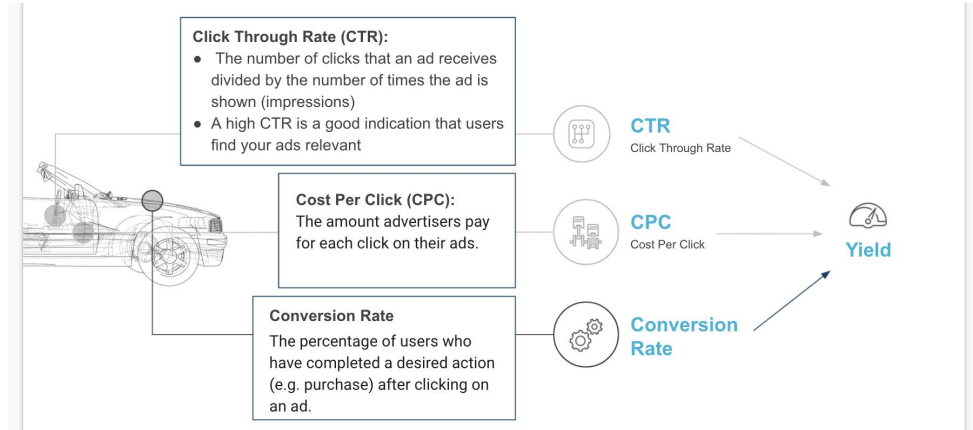 Click Through Rate (CTR):
● The number of clicks that an ad receives
divided by the number of times the ad is
shown (impressions)
● A high CTR is a good indication that users
find your ads relevant
CTR
Click Through Rate
Cost Per Click (CPC):
The amount advertisers pay
for each click on their ads.
CPC
Cost Per Click
Yield
Conversion Rate
The percentage of users who
have completed a desired action
(e.g. purchase) after clicking on
an ad.
Conversion
Rate